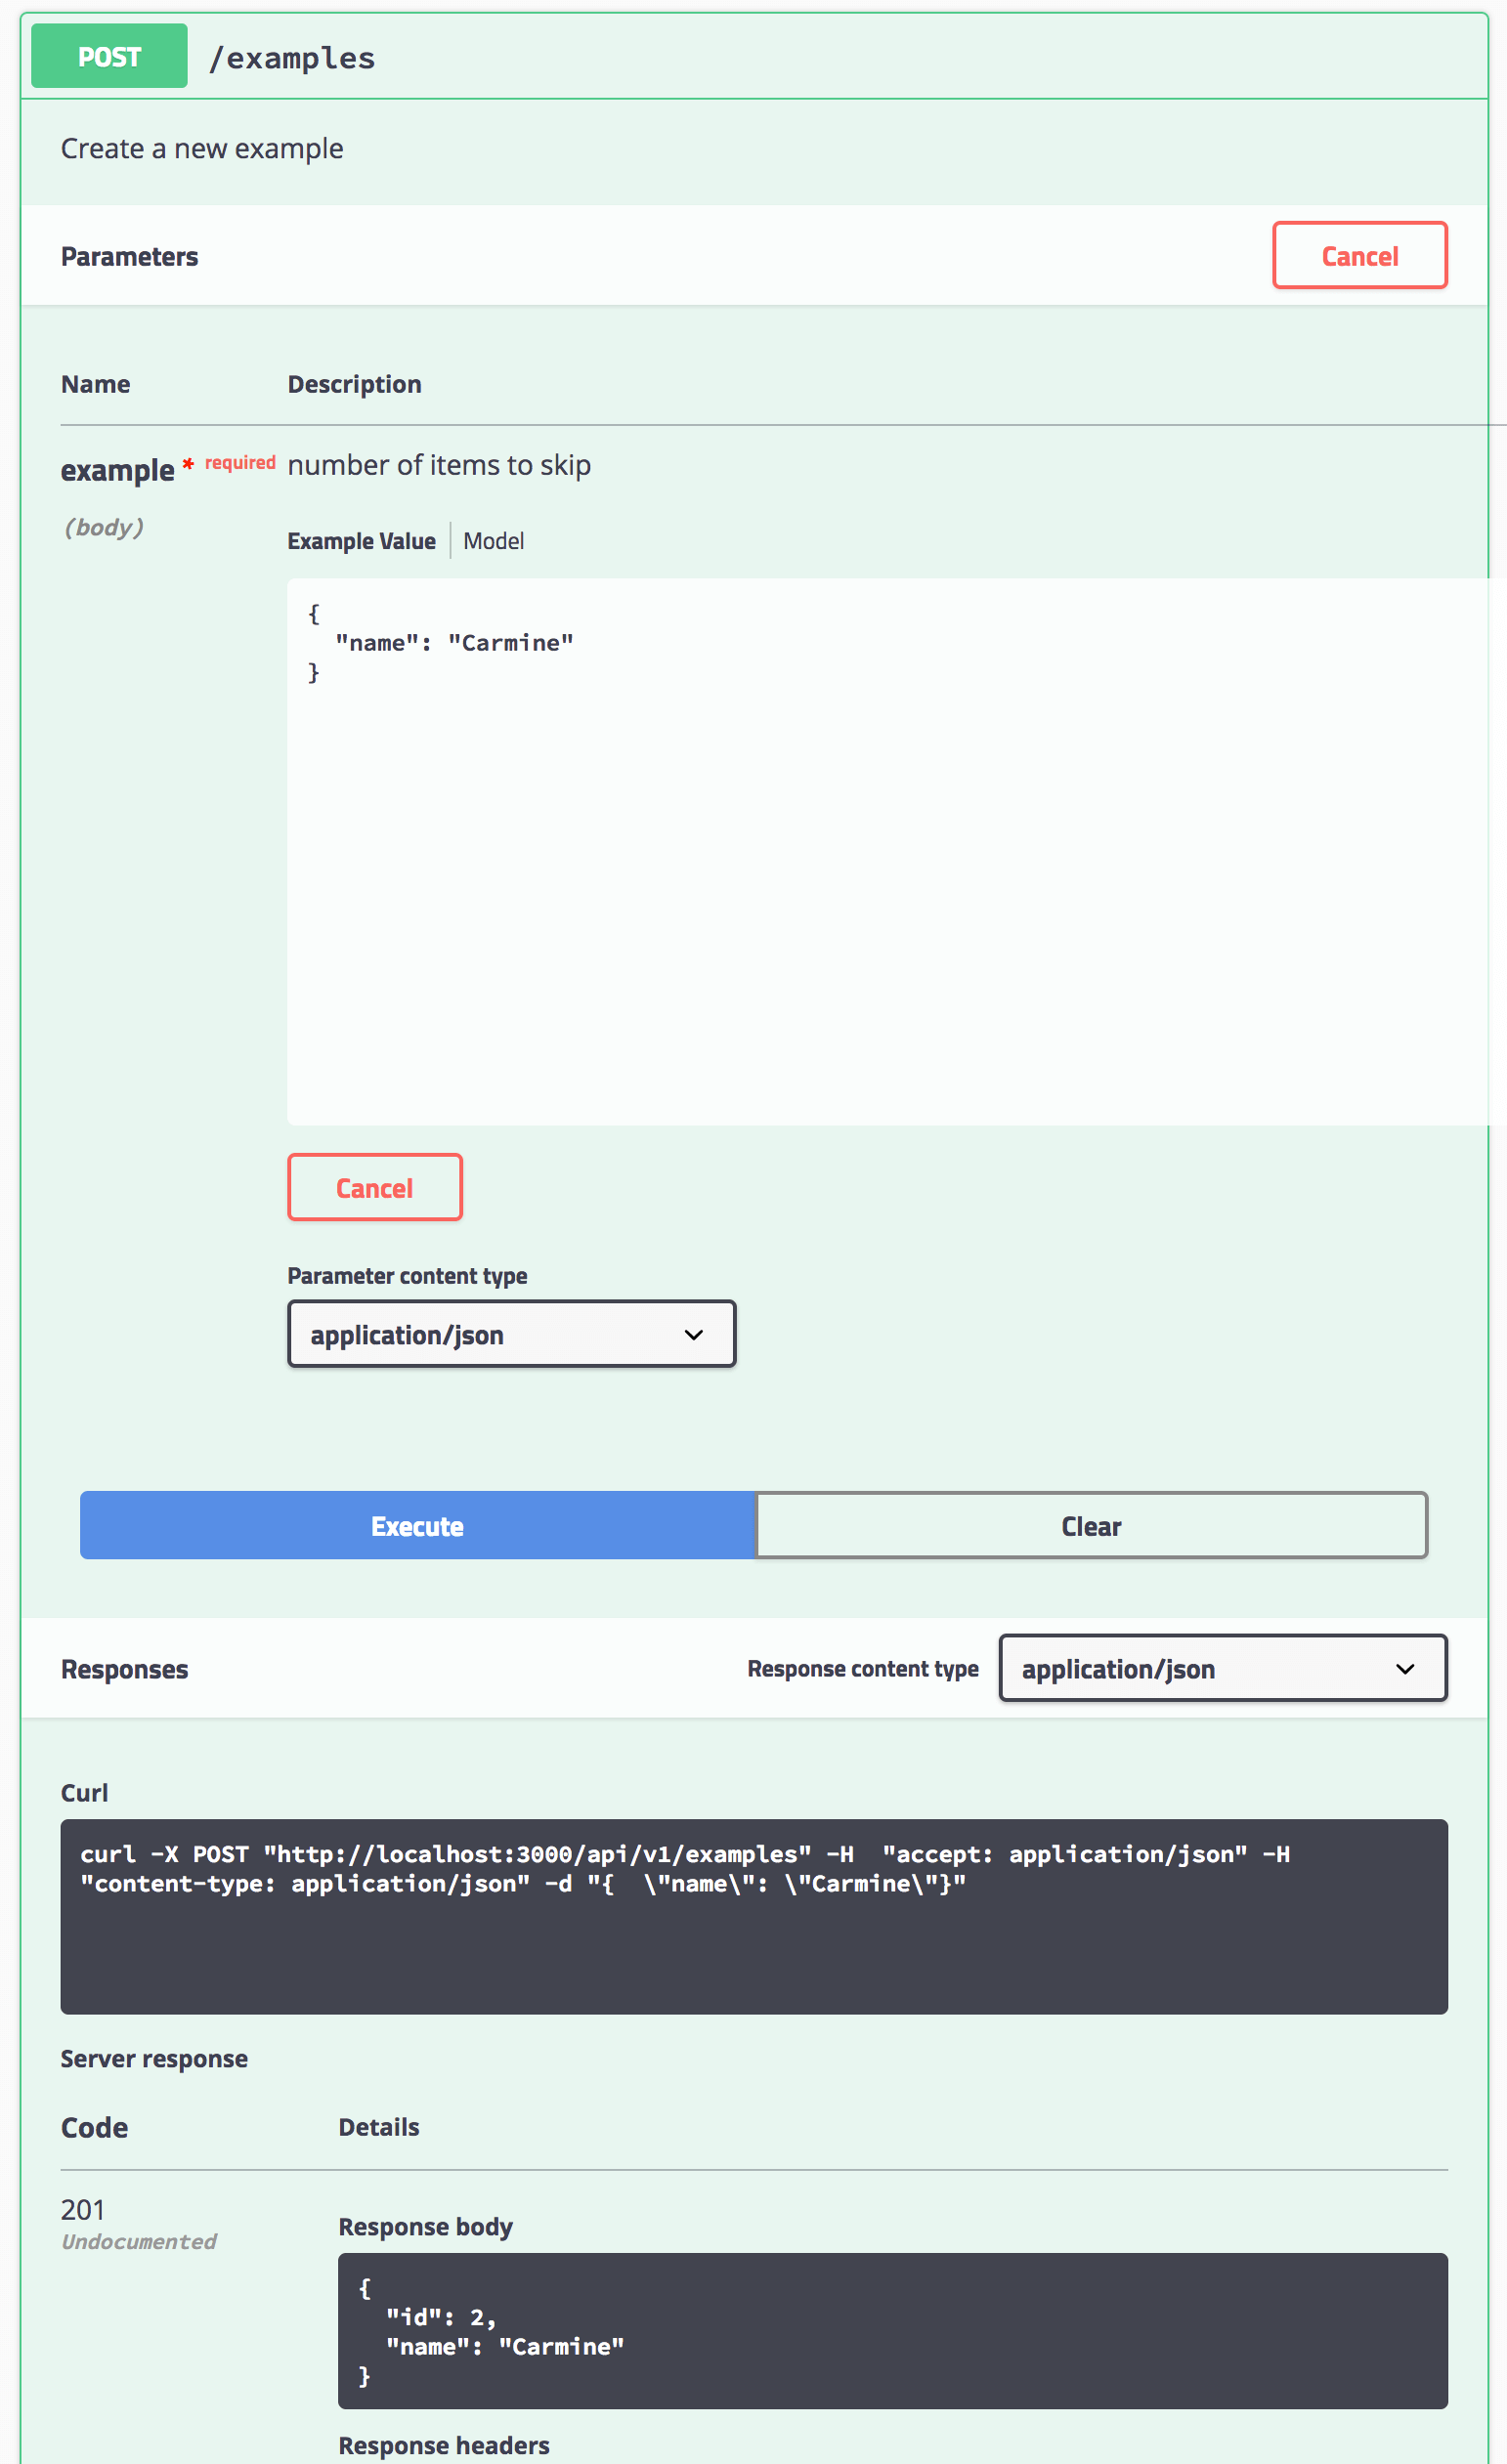 POST /examples
Create a new example
Parameters Cancel
Name Description
example * required number of items to skip
(body)
Example Value Model
{
  "name": "Carmine"
}
Cancel
Parameter content type
application/json
Execute Clear
Responses Response content type application/json
Curl
curl -X POST "http://localhost:3000/api/v1/examples" -H  "accept: application/json" -H
"content-type: application/json" -d "{  \"name\": \"Carmine\"}"
Server response
Code Details
201
Undocumented
Response body
{
  "id": 2,
  "name": "Carmine"
}
Response headers